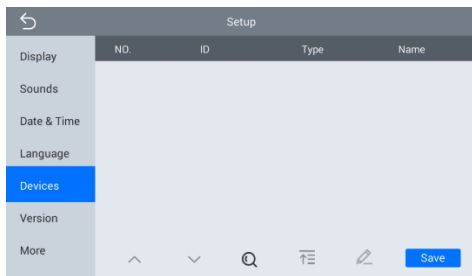 Setup
NO. ID Type Name
Display
Sounds
Date & Time
Language
Devices
Version
More
Save